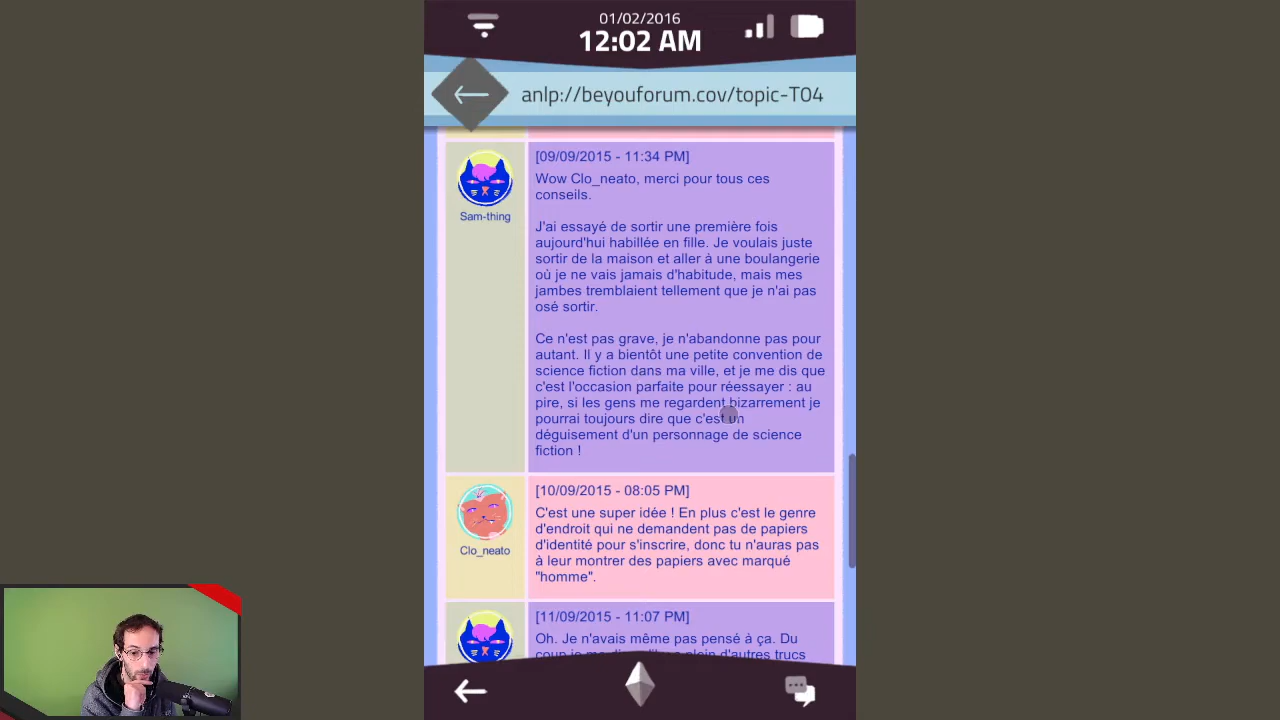 01/02/2016
12:02 AM
anlp://beyouforum.cov/topic-T04
[09/09/2015 - 11:34 PM]
Wow Clo_neato, merci pour tous ces
conseils.
Sam-thing
J'ai essayé de sortir une première fois
aujourd'hui habillée en fille. Je voulais juste
sortir de la maison et aller à une boulangerie
où je ne vais jamais d'habitude, mais mes
jambes tremblaient tellement que je n'ai pas
osé sortir.
Ce n'est pas grave, je n'abandonne pas pour
autant. Il y a bientôt une petite convention de
science fiction dans ma ville, et je me dis que
c'est l'occasion parfaite pour réessayer : au
pire, si les gens me regardent bizarrement je
pourrai toujours dire que c'est un
déguisement d'un personnage de science
fiction !
[10/09/2015 - 08:05 PM]
C'est une super idée ! En plus c'est le genre
d'endroit qui ne demandent pas de papiers
d'identité pour s'inscrire, donc tu n'auras pas
à leur montrer des papiers avec marqué
"homme".
Clo_neato
[11/09/2015 - 11:07 PM]
Oh. Je n'avais même pas pensé à ça. Du